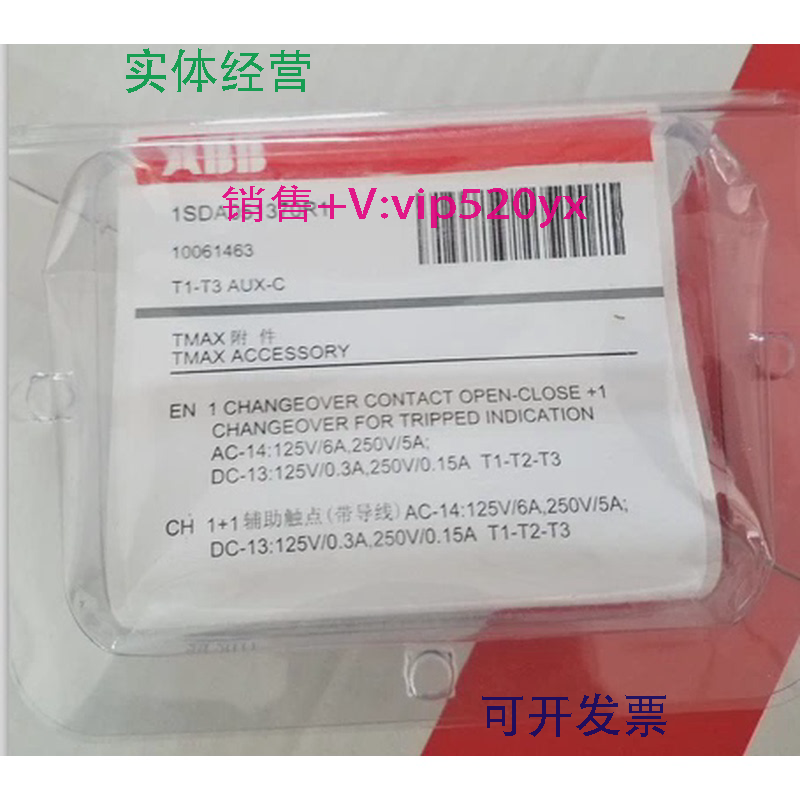 实体经营
ABB
销售+V:vip520yx
10061463
T1-T3 AUX-C
TMAX 附 件
TMAX ACCESSORY
EN 1 CHANGEOVER CONTACT OPEN-CLOSE +1
CHANGEOVER FOR TRIPPED INDICATION
AC-14:125V/6A,250V/5A;
DC-13:125V/0.3A,250V/0.15A T1-T2-T3
CH 1+1辅助触点(带导线)AC-14:125V/6A,250V/5A;
DC-13:125V/0.3A,250V/0.15A T1-T2-T3
可开发票